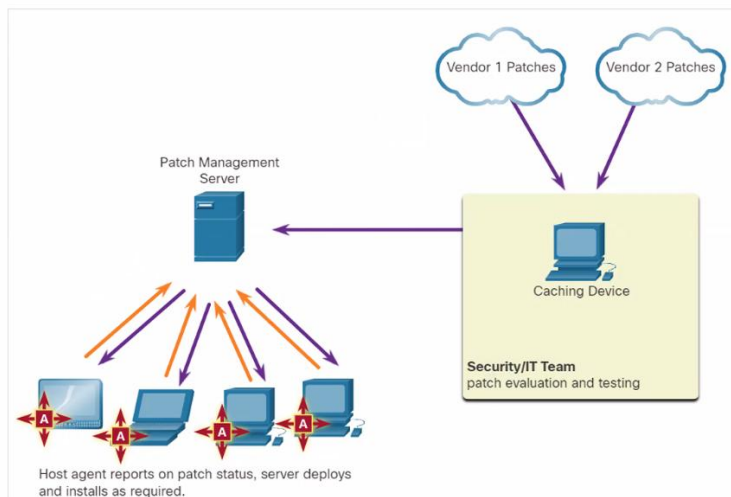 Vendor 1 Patches
Vendor 2 Patches
Patch Management
Server
Caching Device
Security/IT Team
patch evaluation and testing
A
A
A
A
Host agent reports on patch status, server deploys
and installs as required.